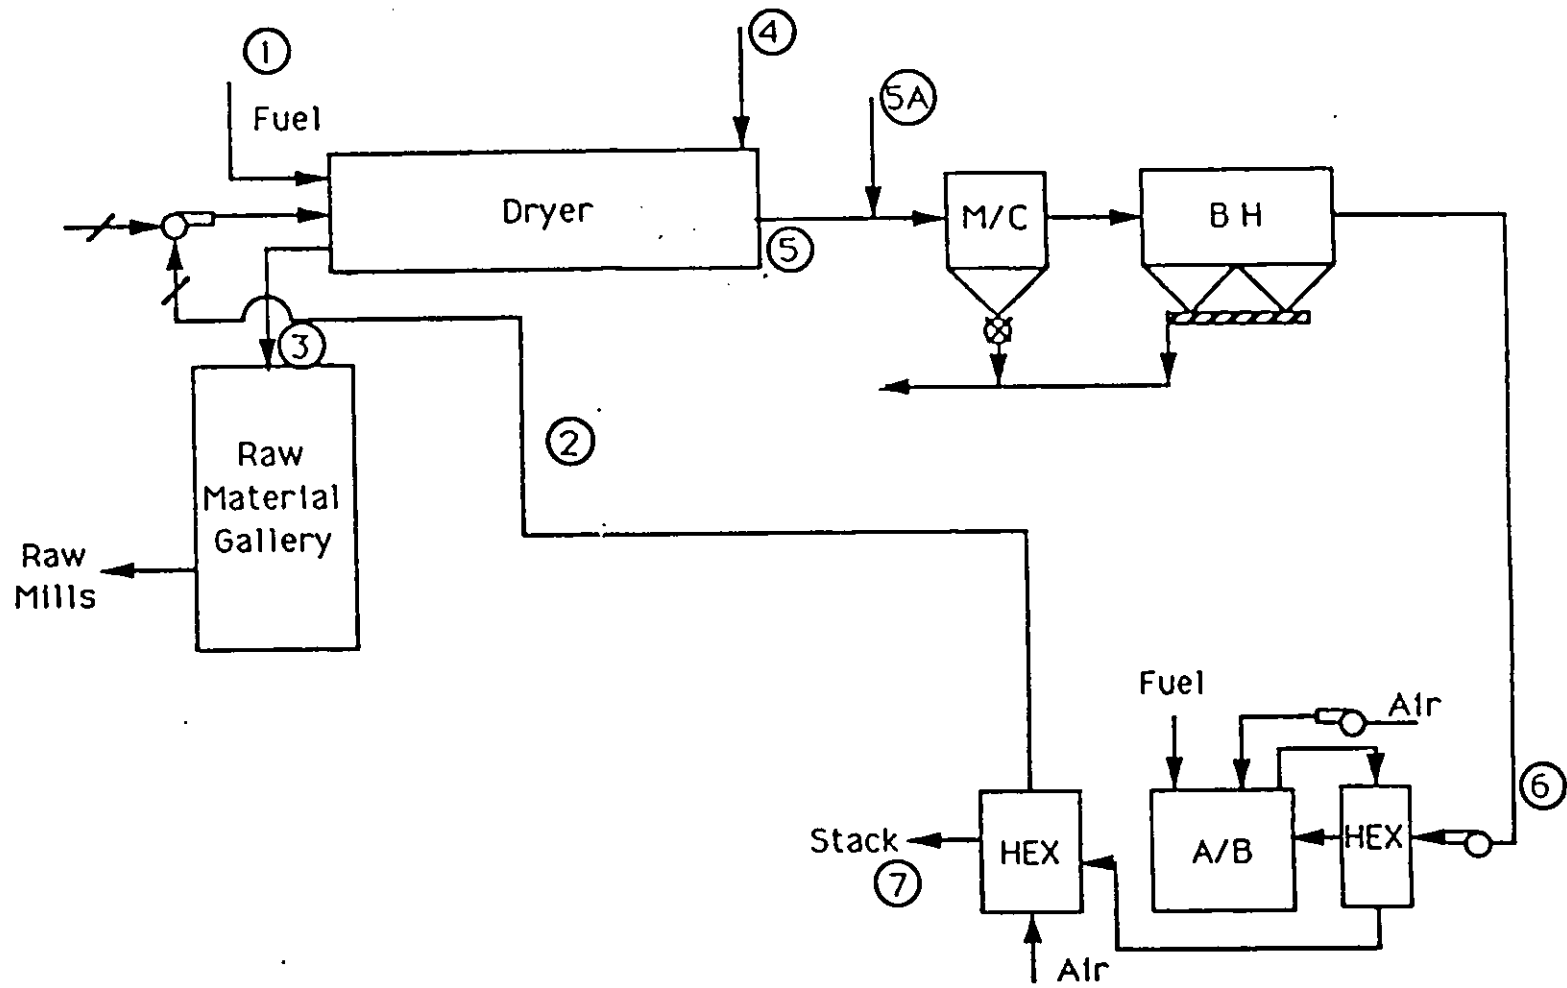 1
Fuel
4
5A
Dryer
M/C
B H
5
3
2
Raw
Material
Gallery
Raw
Mills
Fuel
Air
6
Stack
HEX
A/B
HEX
7
Air